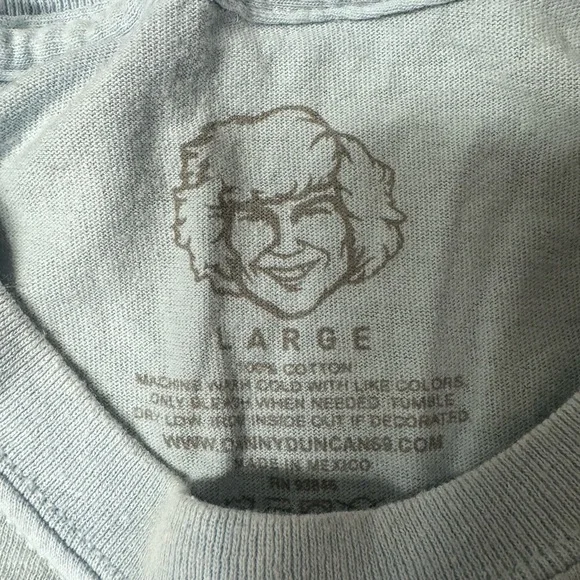 LARGE
100% COTTON
MACHINE WASH COLD WITH LIKE COLORS,
ONLY BLEACH WHEN NEEDED. TUMBLE
DRY LOW. IRON INSIDE OUT IF DECORATED.
WWW.DANNYDUNCAN69.COM
MADE IN MEXICO
RN